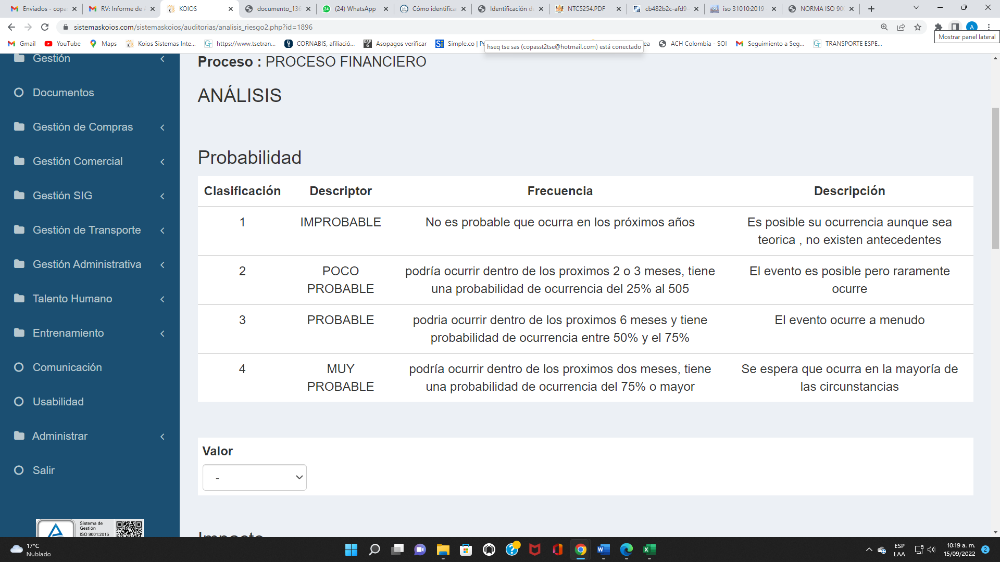 Enviados - copa
RV: Informe de A
KOIOS
documento_136
(24) WhatsApp
Cómo identifica
Identificación de
NTC5254.PDF
cb482b2c-afd9-
iso 31010:2019
NORMA ISO 900
sistemaskoios.com/sistemaskoios/auditorias/analisis_riesgo2.php?id=1896
A
Mostrar panel lateral
Gmail
YouTube
Maps
Koios Sistemas Inte...
https://www.tsetran...
CORNABIS, afiliació...
Asopagos verificar
Simple.co | Po
hseq tse sas (copasst2tse@hotmail.com) está conectado
ea
ACH Colombia - SOI
Seguimiento a Seg...
TRANSPORTE ESPE...
Gestión
Documentos
Gestión de Compras
Gestión Comercial
Gestión SIG
Gestión de Transporte
Gestión Administrativa
Talento Humano
Entrenamiento
Comunicación
Usabilidad
Administrar
Salir
Sistema de
Gestión
ISO 9001:2015
Proceso : PROCESO FINANCIERO
ANÁLISIS
Probabilidad
Clasificación Descriptor Frecuencia Descripción
1 IMPROBABLE No es probable que ocurra en los próximos años Es posible su ocurrencia aunque sea
teorica , no existen antecedentes
2 POCO podría ocurrir dentro de los proximos 2 o 3 meses, tiene El evento es posible pero raramente
PROBABLE una probabilidad de ocurrencia del 25% al 505 ocurre
3 PROBABLE podria ocurrir dentro de los proximos 6 meses y tiene El evento ocurre a menudo
probabilidad de ocurrencia entre 50% y el 75%
4 MUY podría ocurrir dentro de los proximos dos meses, tiene Se espera que ocurra en la mayoría de
PROBABLE una probabilidad de ocurrencia del 75% o mayor las circunstancias
Valor
-
Impacto
17°C
Nublado
ESP
LAA
10:19 a. m.
15/09/2022
2